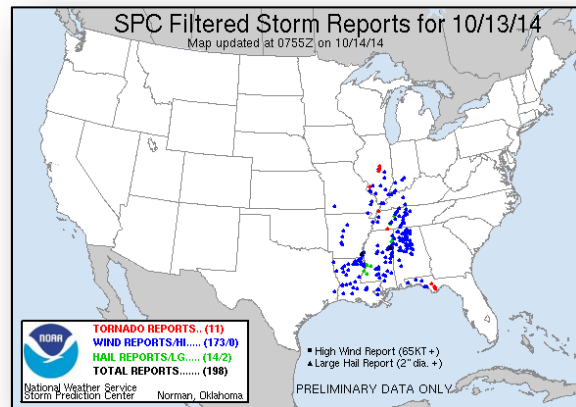 SPC Filtered Storm Reports for 10/13/14
Map updated at 0755Z on 10/14/14
NOAA
TORNADO REPORTS.. (11)
WIND REPORTS/HI..... (173/0)
HAIL REPORTS/LG..... (14/2)
TOTAL REPORTS....... (198)
National Weather Service
Storm Prediction Center Norman, Oklahoma
High Wind Report (65KT +)
Large Hail Report (2" dia. +)
PRELIMINARY DATA ONLY